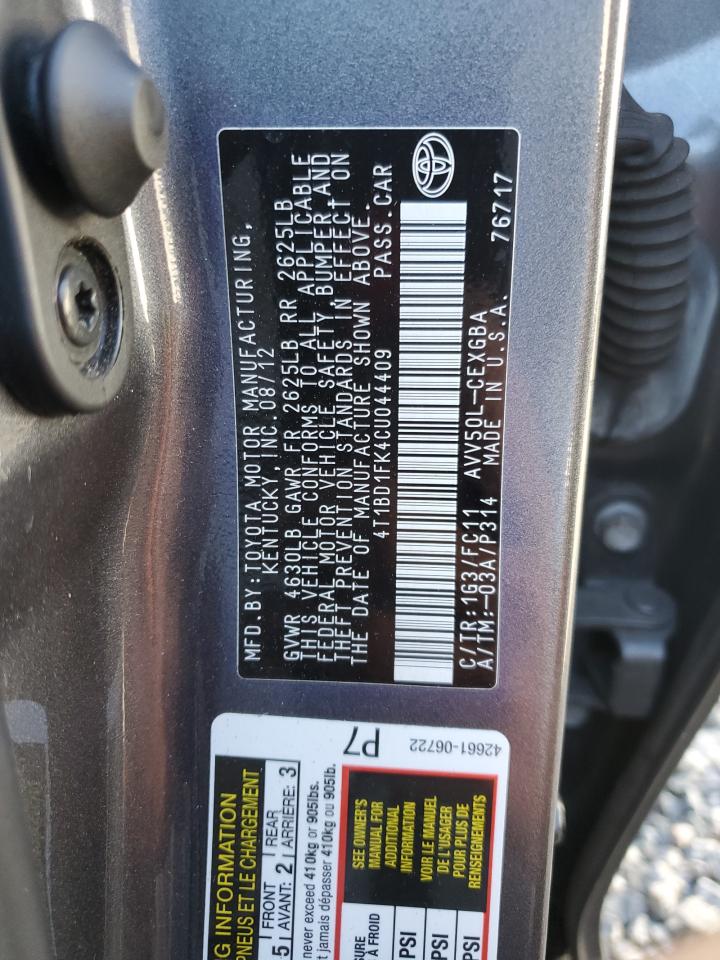 MFD.BY:TOYOTA MOTOR MANUFACTURING,
KENTUCKY, INC. 08/12
GVWR 4630LB GAWR FR 2625LB RR 2625LB
THIS VEHICLE CONFORMS TO ALL APPLICABLE
FEDERAL MOTOR VEHICLE SAFETY, BUMPER, AND
THEFT PREVENTION STANDARDS IN EFFECT ON
THE DATE OF MANUFACTURE SHOWN ABOVE.
4T1BD1FK4CU044409 PASS.CAR
C/TR:1G3/FC11 AVV50L-CEXGBA
A/TM:-03A/P314 MADE IN U.S.A. 76717
P7
42661-06722
NG INFORMATION
PNEUS ET LE CHARGEMENT
5 FRONT AVANT: 2 REAR ARRIÈRE: 3
never exceed 410kg or 905lbs.
t jamais dépasser 410kg ou 905lb.
À FROID
PSI
PSI
PSI
SEE OWNER'S
MANUAL FOR
ADDITIONAL
INFORMATION
VOIR LE MANUEL
DE L'USAGER
POUR PLUS DE
RENSEIGNEMENTS